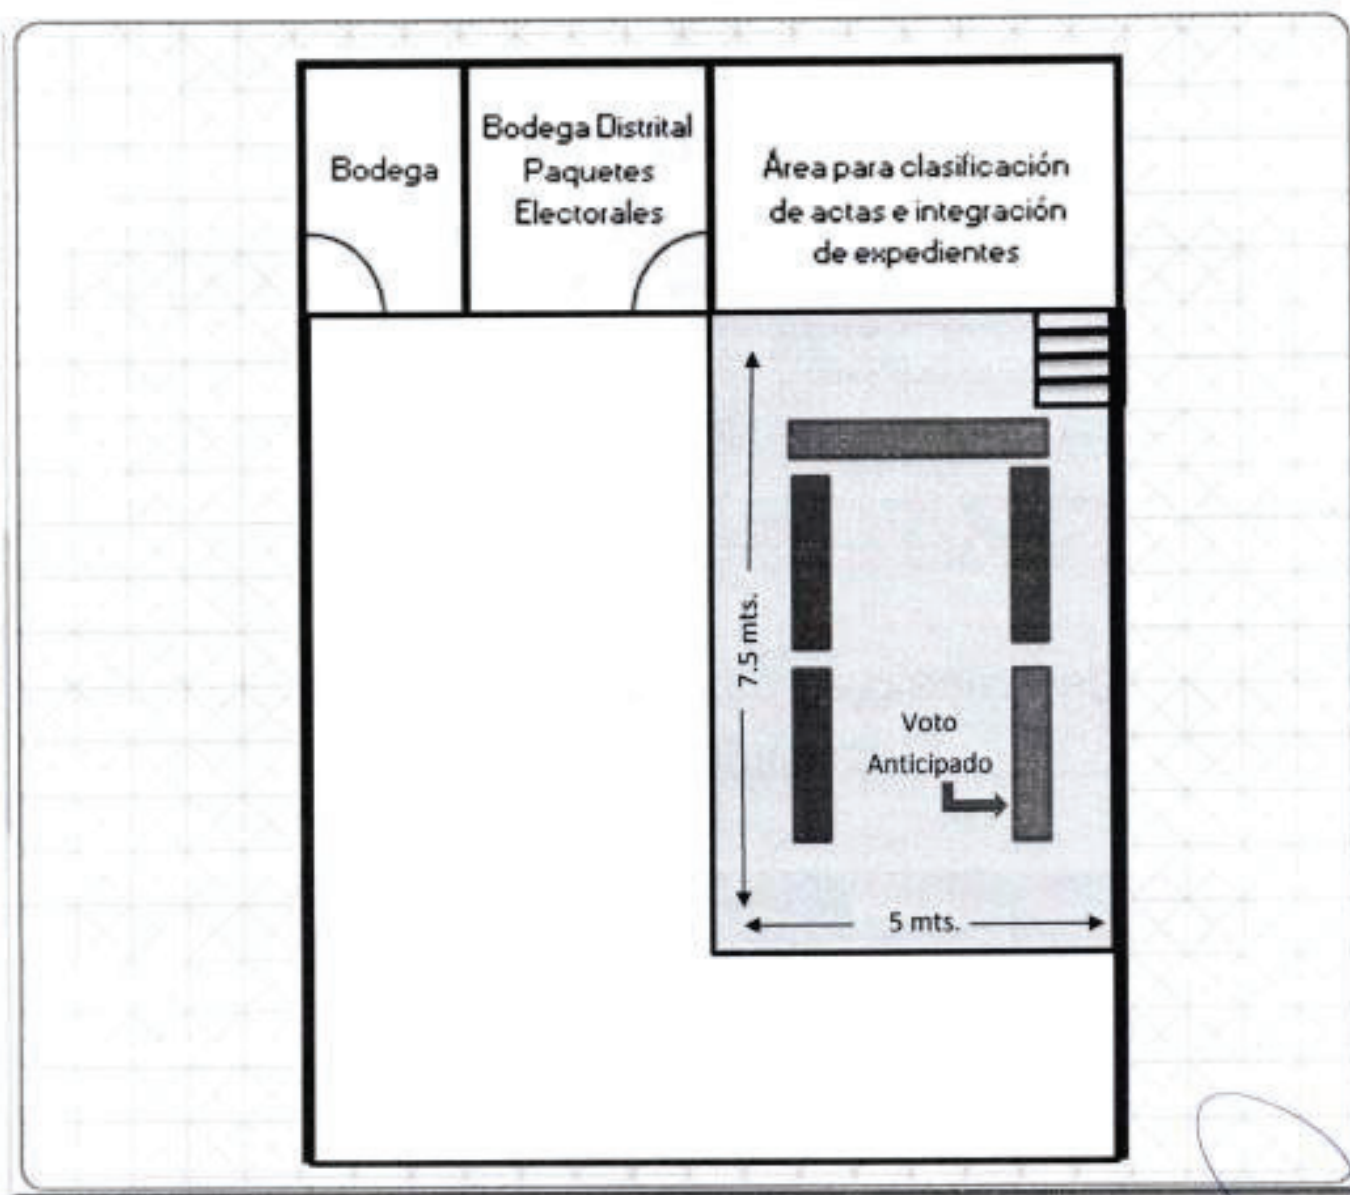 Bodega
Bodega Distrital
Paquetes
Electorales
Área para clasificación
de actas e integración
de expedientes
7.5 mts.
Voto
Anticipado
5 mts.